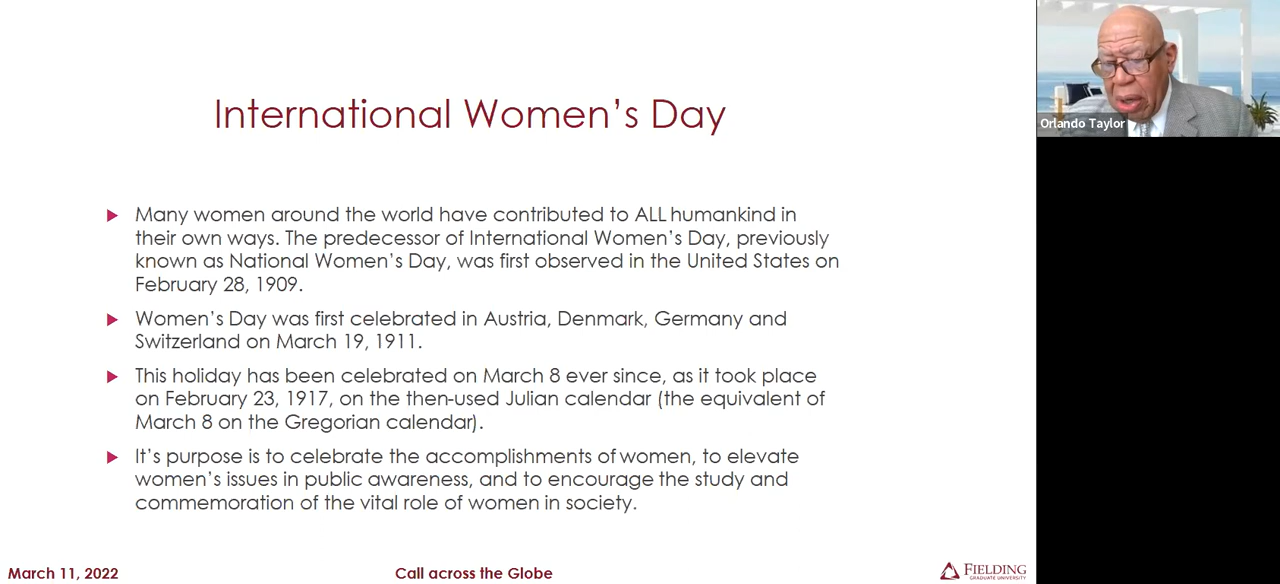 International Women’s Day
Many women around the world have contributed to ALL humankind in
their own ways. The predecessor of International Women’s Day, previously
known as National Women’s Day, was first observed in the United States on
February 28, 1909.
Women’s Day was first celebrated in Austria, Denmark, Germany and
Switzerland on March 19, 1911.
This holiday has been celebrated on March 8 ever since, as it took place
on February 23, 1917, on the then-used Julian calendar (the equivalent of
March 8 on the Gregorian calendar).
It’s purpose is to celebrate the accomplishments of women, to elevate
women’s issues in public awareness, and to encourage the study and
commemoration of the vital role of women in society.
March 11, 2022
Call across the Globe
FIELDING
GRADUATE UNIVERSITY
Orlando Taylor